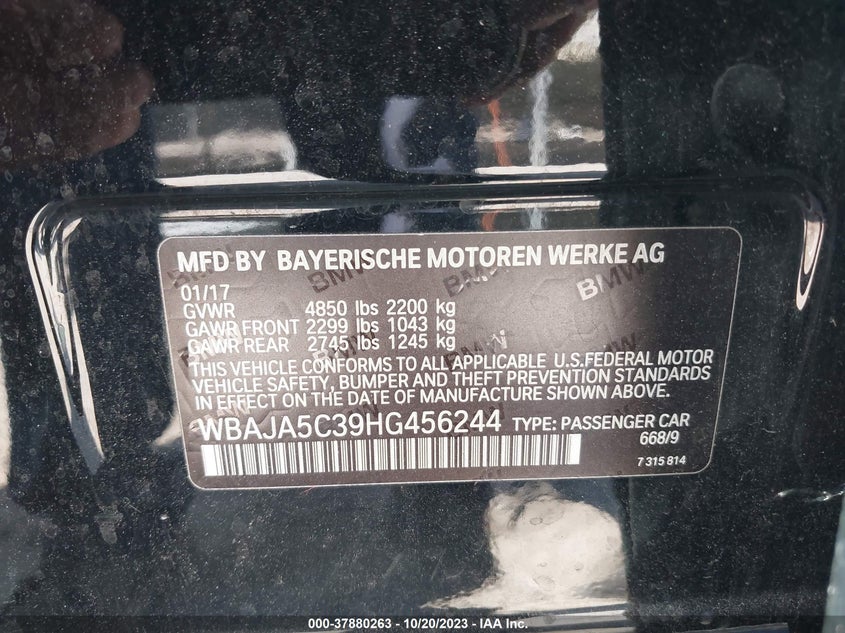 MFD BY BAYERISCHE MOTOREN WERKE AG
01/17
GVWR 4850 lbs 2200 kg
GAWR FRONT 2299 lbs 1043 kg
GAWR REAR 2745 lbs 1245 kg
THIS VEHICLE CONFORMS TO ALL APPLICABLE U.S.FEDERAL MOTOR
VEHICLE SAFETY, BUMPER AND THEFT PREVENTION STANDARDS
IN EFFECT ON THE DATE OF MANUFACTURE SHOWN ABOVE.
WBAJA5C39HG456244 TYPE: PASSENGER CAR
668/9
7 315 814
000-37880263 - 10/20/2023 - IAA Inc.